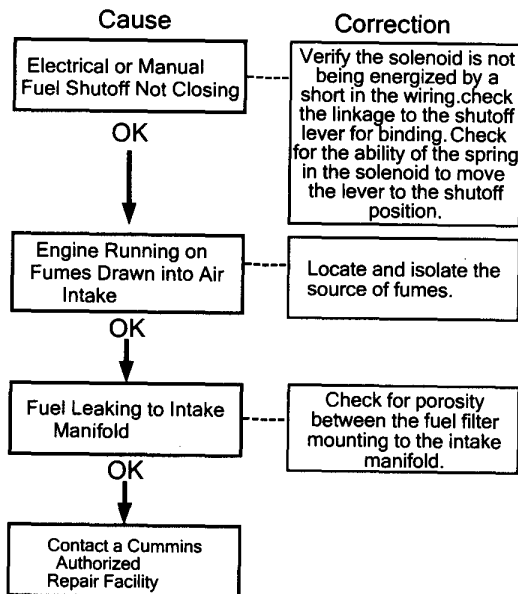 Cause
Correction
Electrical or Manual
Fuel Shutoff Not Closing
Verify the solenoid is not
being energized by a
short in the wiring.check
the linkage to the shutoff
lever for binding. Check
for the ability of the spring
in the solenoid to move
the lever to the shutoff
position.
OK
Engine Running on
Fumes Drawn into Air
Intake
Locate and isolate the
source of fumes.
OK
Fuel Leaking to Intake
Manifold
Check for porosity
between the fuel filter
mounting to the intake
manifold.
OK
Contact a Cummins
Authorized
Repair Facility